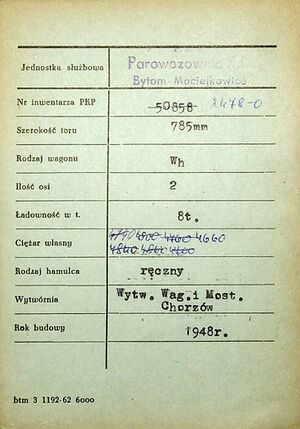 Jednostka służbowa Parowozownia
Bytom Maciejkowice
Nr inwentarza PKP 50858 2478-0
Szerokość toru 785mm
Rodzaj wagonu Wh
Ilość osi 2
Ładowność w t. 8t.
Ciężar własny 4660
Rodzaj hamulca ręczny
Wytwórnia Wytw. Wag.i Most.
Chorzów
Rok budowy 1948r.
btm 3 1192-62 6000